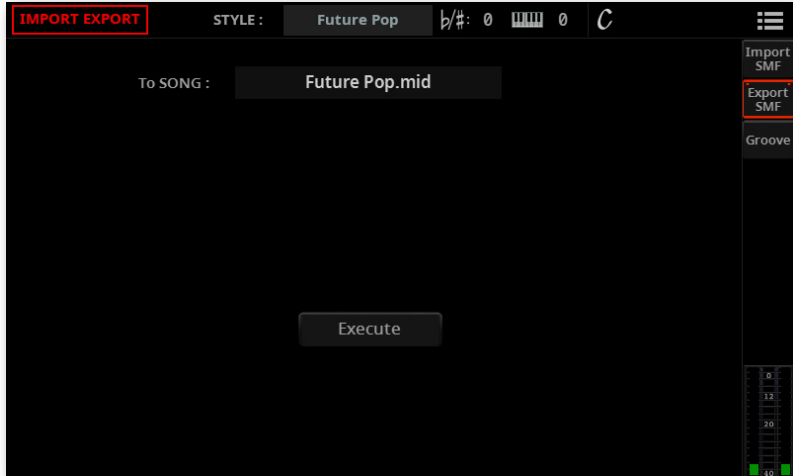 IMPORT EXPORT STYLE : Future Pop ♭/♯: 0 0 C
Import
SMF
To SONG : Future Pop.mid
Export
SMF
Groove
Execute
0
12
20
40